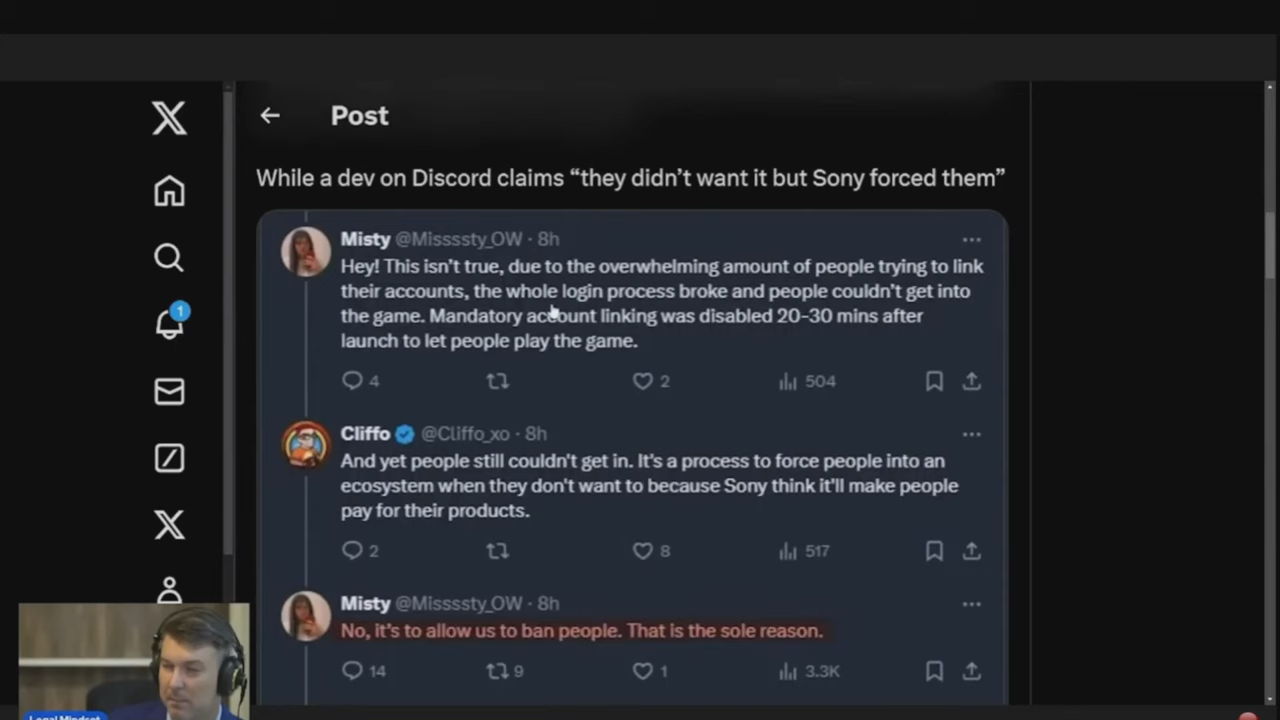 Post
While a dev on Discord claims “they didn’t want it but Sony forced them”
Misty @Missssty_OW · 8h
Hey! This isn’t true, due to the overwhelming amount of people trying to link
their accounts, the whole login process broke and people couldn’t get into
the game. Mandatory account linking was disabled 20-30 mins after
launch to let people play the game.
4 2 504
Cliffo @Cliffo_xo · 8h
And yet people still couldn't get in. It's a process to force people into an
ecosystem when they don't want to because Sony think it'll make people
pay for their products.
2 8 517
Misty @Missssty_OW · 8h
No, it’s to allow us to ban people. That is the sole reason.
14 9 1 3.3K
1
Legal Mindset